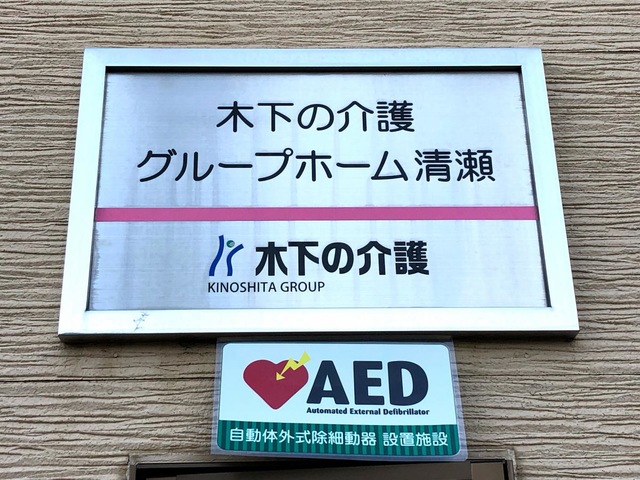 木下の介護
グループホーム清瀬
木下の介護
KINOSHITA GROUP
AED
Automated External Defibrillator
自動体外式除細動器 設置施設